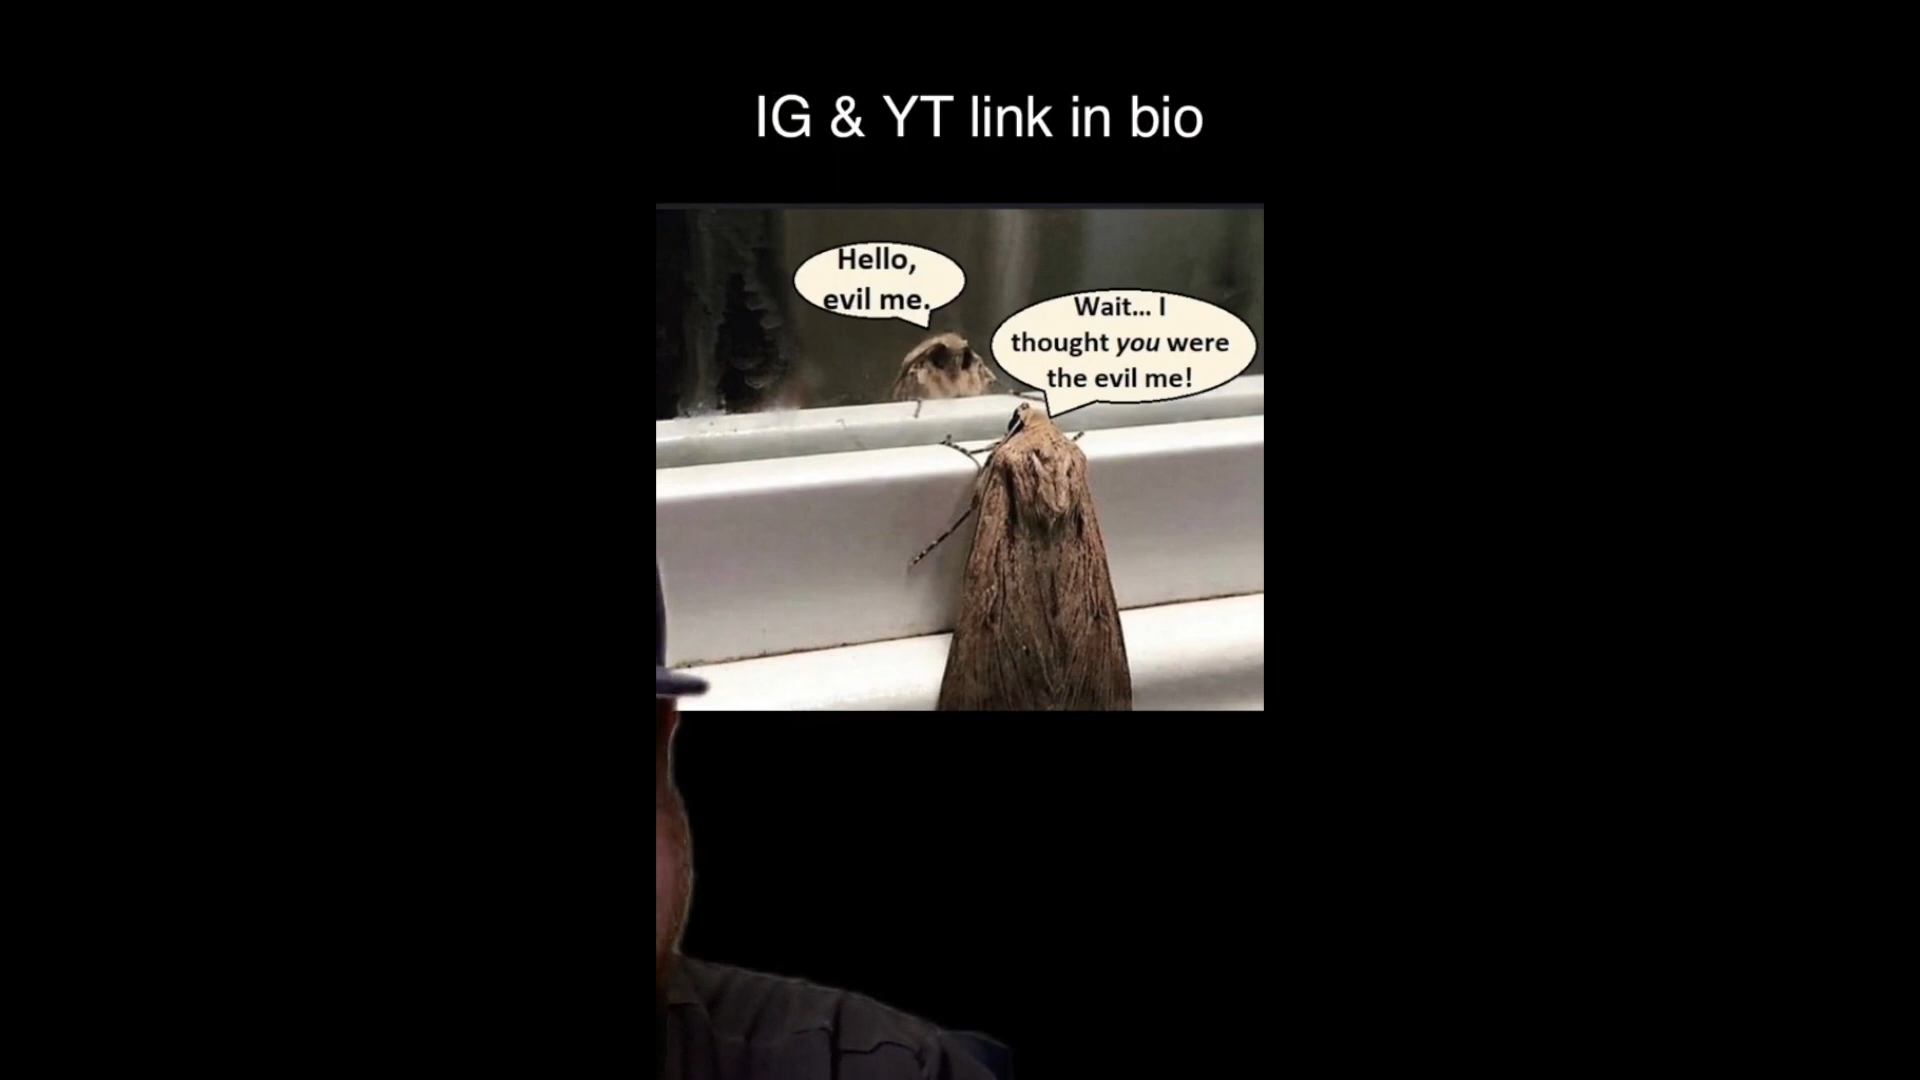 IG & YT link in bio
Hello,
evil me.
Wait... I
thought you were
the evil me!